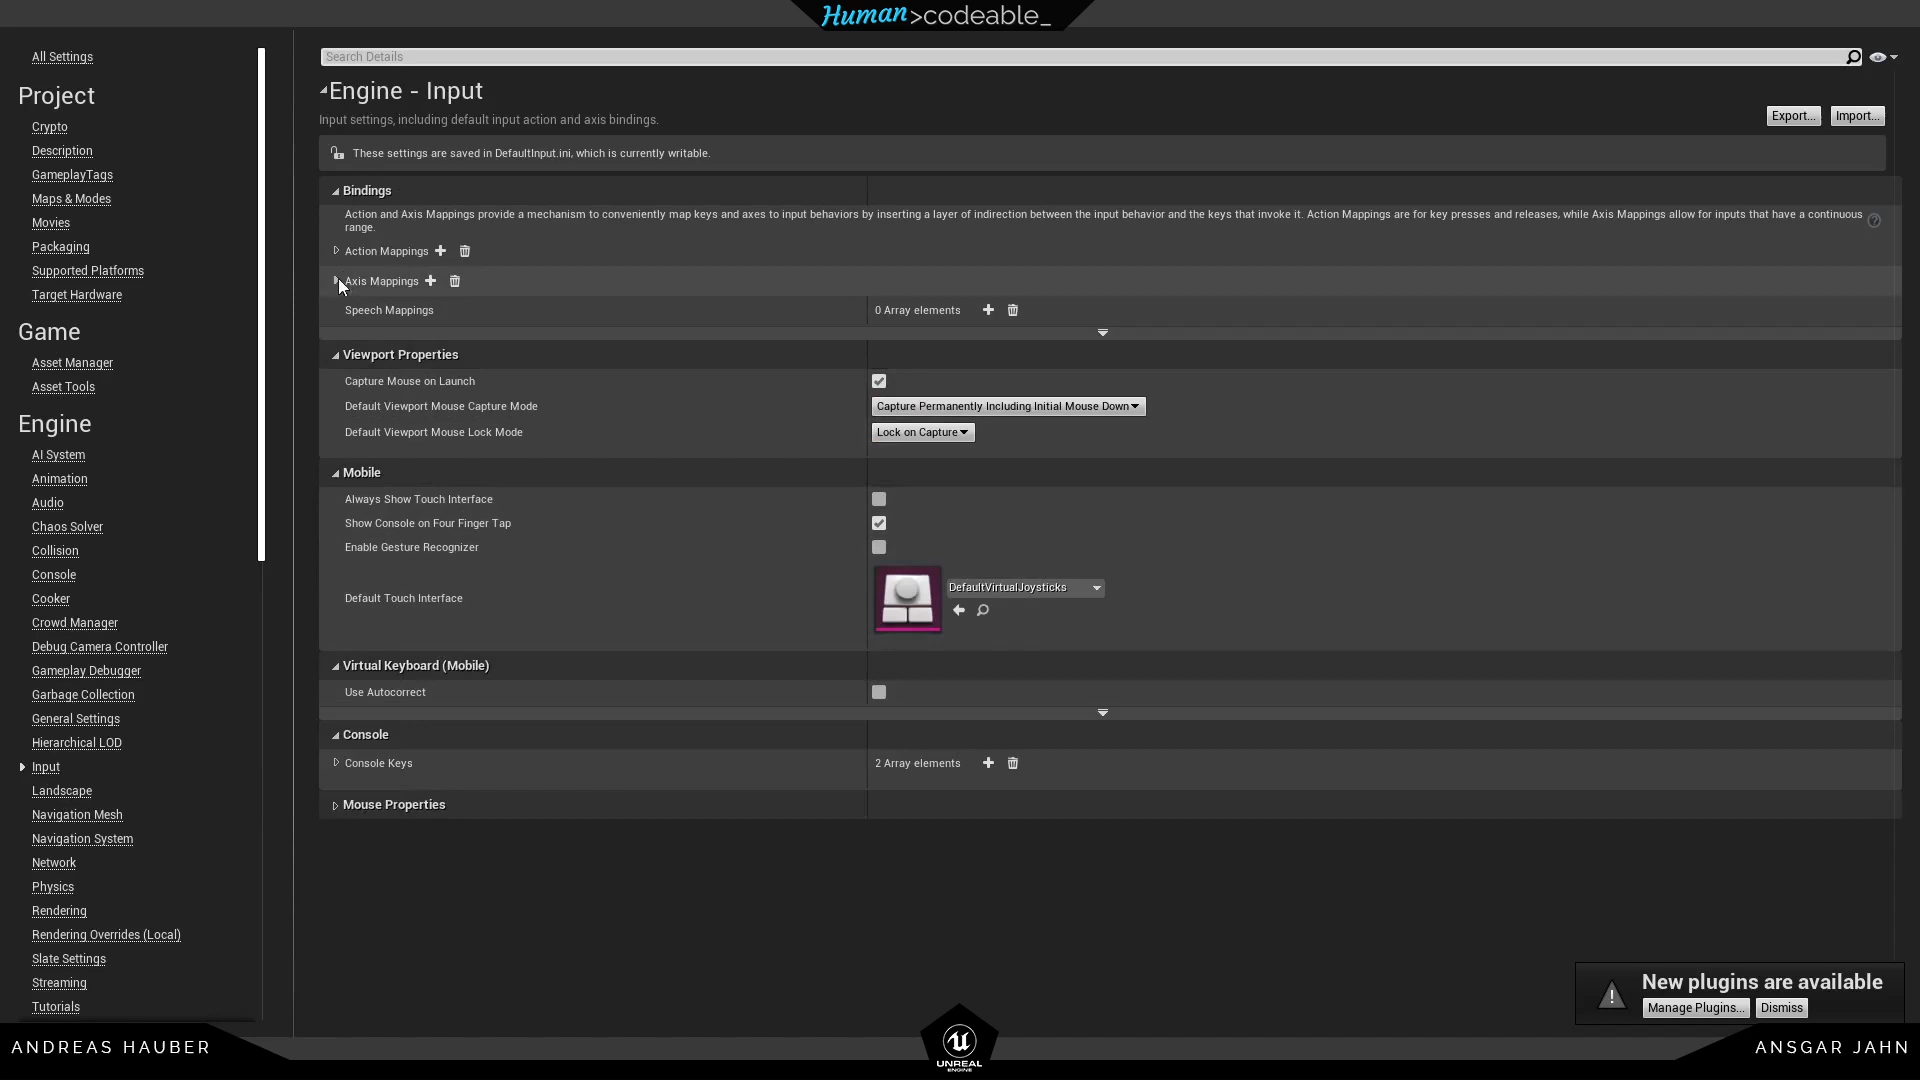 Human>codeable_
All Settings
Project
Crypto
Description
GameplayTags
Maps & Modes
Movies
Packaging
Supported Platforms
Target Hardware
Game
Asset Manager
Asset Tools
Engine
AI System
Animation
Audio
Chaos Solver
Collision
Console
Cooker
Crowd Manager
Debug Camera Controller
Gameplay Debugger
Garbage Collection
General Settings
Hierarchical LOD
Input
Landscape
Navigation Mesh
Navigation System
Network
Physics
Rendering
Rendering Overrides (Local)
Slate Settings
Streaming
Tutorials
Search Details
Engine - Input
Input settings, including default input action and axis bindings.
Export... Import...
These settings are saved in DefaultInput.ini, which is currently writable.
Bindings
Action and Axis Mappings provide a mechanism to conveniently map keys and axes to input behaviors by inserting a layer of indirection between the input behavior and the keys that invoke it. Action Mappings are for key presses and releases, while Axis Mappings allow for inputs that have a continuous
range.
Action Mappings
Axis Mappings
Speech Mappings 0 Array elements
Viewport Properties
Capture Mouse on Launch
Default Viewport Mouse Capture Mode Capture Permanently Including Initial Mouse Down
Default Viewport Mouse Lock Mode Lock on Capture
Mobile
Always Show Touch Interface
Show Console on Four Finger Tap
Enable Gesture Recognizer
Default Touch Interface DefaultVirtualJoysticks
Virtual Keyboard (Mobile)
Use Autocorrect
Console
Console Keys 2 Array elements
Mouse Properties
New plugins are available
Manage Plugins... Dismiss
ANDREAS HAUBER
UNREAL
ENGINE
ANSGAR JAHN